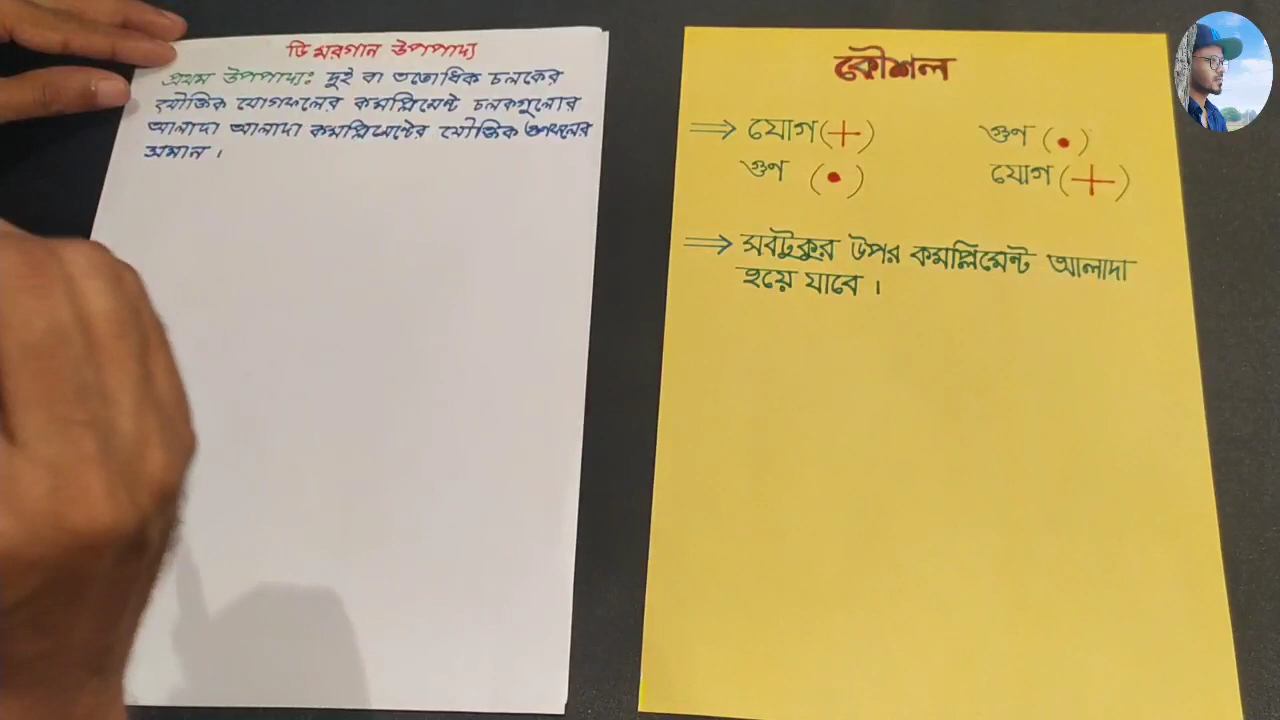 ডি মরগান উপপাদ্য
প্রথম উপপাদ্যঃ দুই বা ততোধিক চলকের
যৌক্তিক যোগফলের কমপ্লিমেন্ট চলকগুলোর
আলাদা আলাদা কমপ্লিমেন্টের যৌক্তিক গুনফলের
সমান ।
কৌশল
⇒ যোগ (+) গুণ (•)
গুণ (•) যোগ (+)
⇒ সবটুকুর উপর কমপ্লিমেন্ট আলাদা
হয়ে যাবে ।